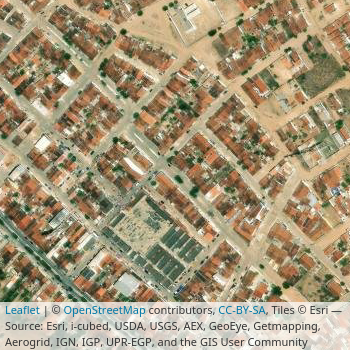 Leaflet | © OpenStreetMap contributors, CC-BY-SA, Tiles © Esri —
Source: Esri, i-cubed, USDA, USGS, AEX, GeoEye, Getmapping,
Aerogrid, IGN, IGP, UPR-EGP, and the GIS User Community